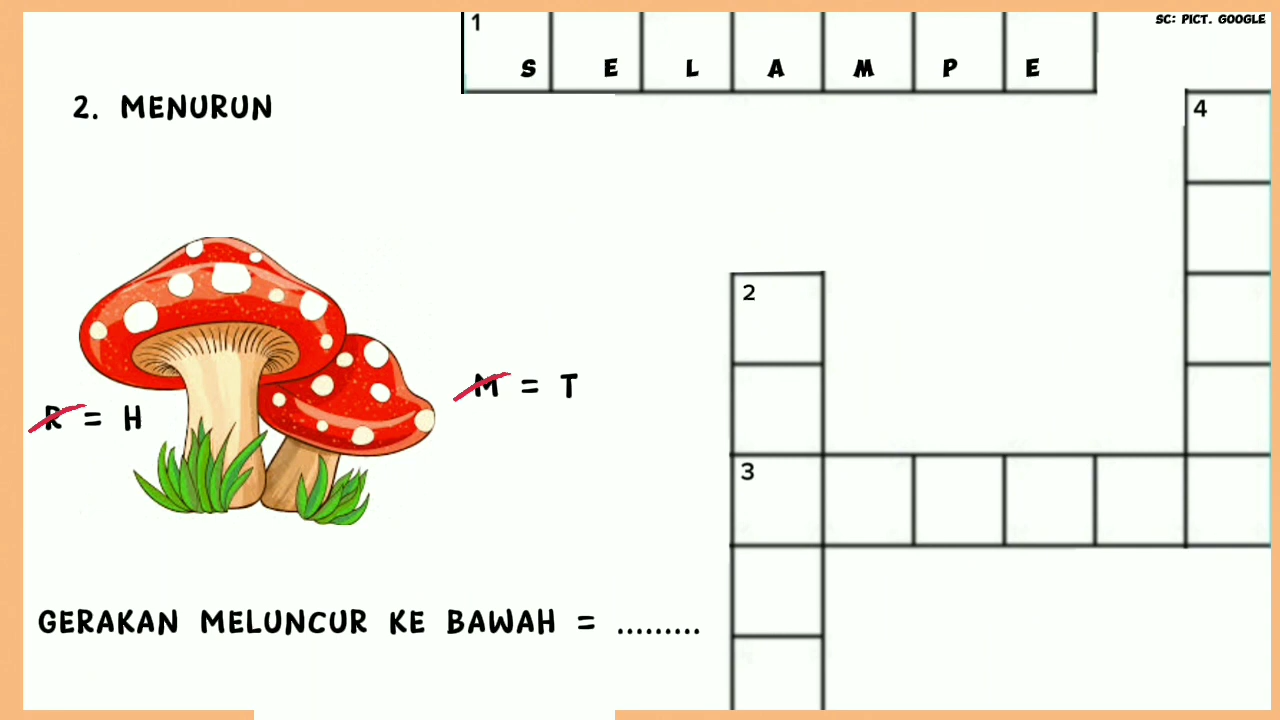 SC: PICT. GOOGLE
1
S E L A M P E
2. MENURUN
4
2
M = T
R = H
3
GERAKAN MELUNCUR KE BAWAH = .........